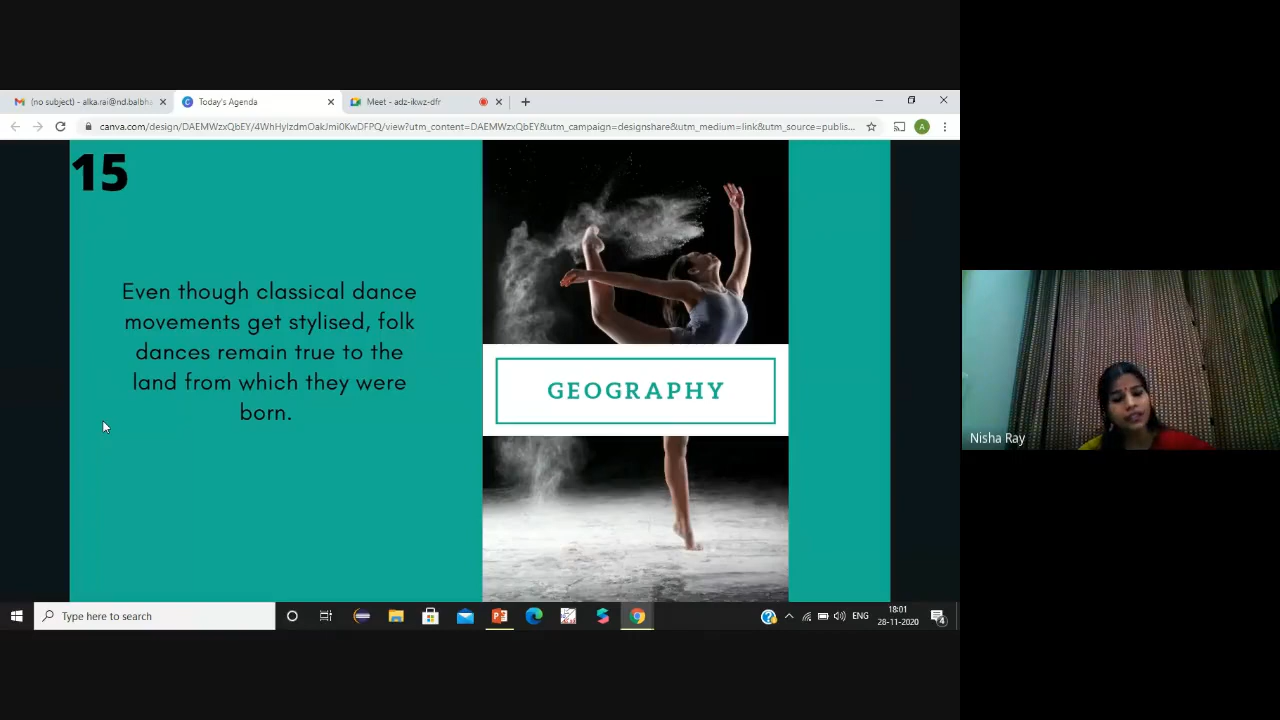 (no subject) - alka.rai@nd.balbha
Today's Agenda
Meet - adz-ikwz-dfr
canva.com/design/DAEMWzxQbEY/4WhHylzdmOakJmi0KwDFPQ/view?utm_content=DAEMWzxQbEY&utm_campaign=designshare&utm_medium=link&utm_source=publis...
A
15
Even though classical dance
movements get stylised, folk
dances remain true to the
land from which they were
born.
GEOGRAPHY
Nisha Ray
Type here to search
ENG
18:01
28-11-2020
4